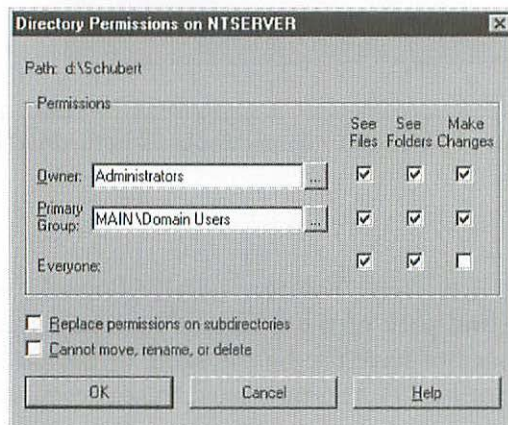 Directory Permissions on NTSERVER
Path: d:\Schubert
Permissions
See Files See Folders Make Changes
Owner: Administrators ...
Primary Group: MAIN\Domain Users ...
Everyone:
Replace permissions on subdirectories
Cannot move, rename, or delete
OK Cancel Help